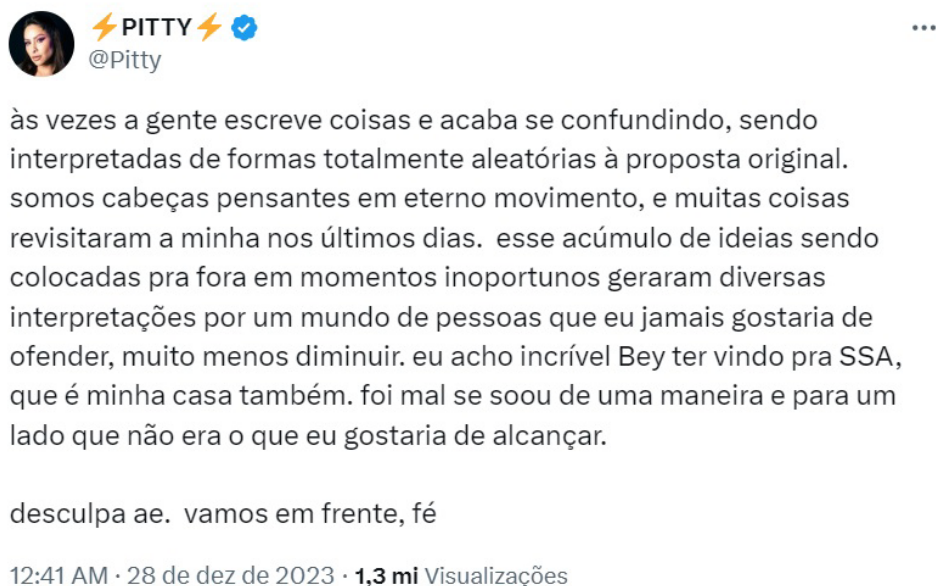 ⚡PITTY⚡
@Pitty
às vezes a gente escreve coisas e acaba se confundindo, sendo
interpretadas de formas totalmente aleatórias à proposta original.
somos cabeças pensantes em eterno movimento, e muitas coisas
revisitaram a minha nos últimos dias.  esse acúmulo de ideias sendo
colocadas pra fora em momentos inoportunos geraram diversas
interpretações por um mundo de pessoas que eu jamais gostaria de
ofender, muito menos diminuir. eu acho incrível Bey ter vindo pra SSA,
que é minha casa também. foi mal se soou de uma maneira e para um
lado que não era o que eu gostaria de alcançar.
desculpa ae.  vamos em frente, fé
12:41 AM · 28 de dez de 2023 · 1,3 mi Visualizações